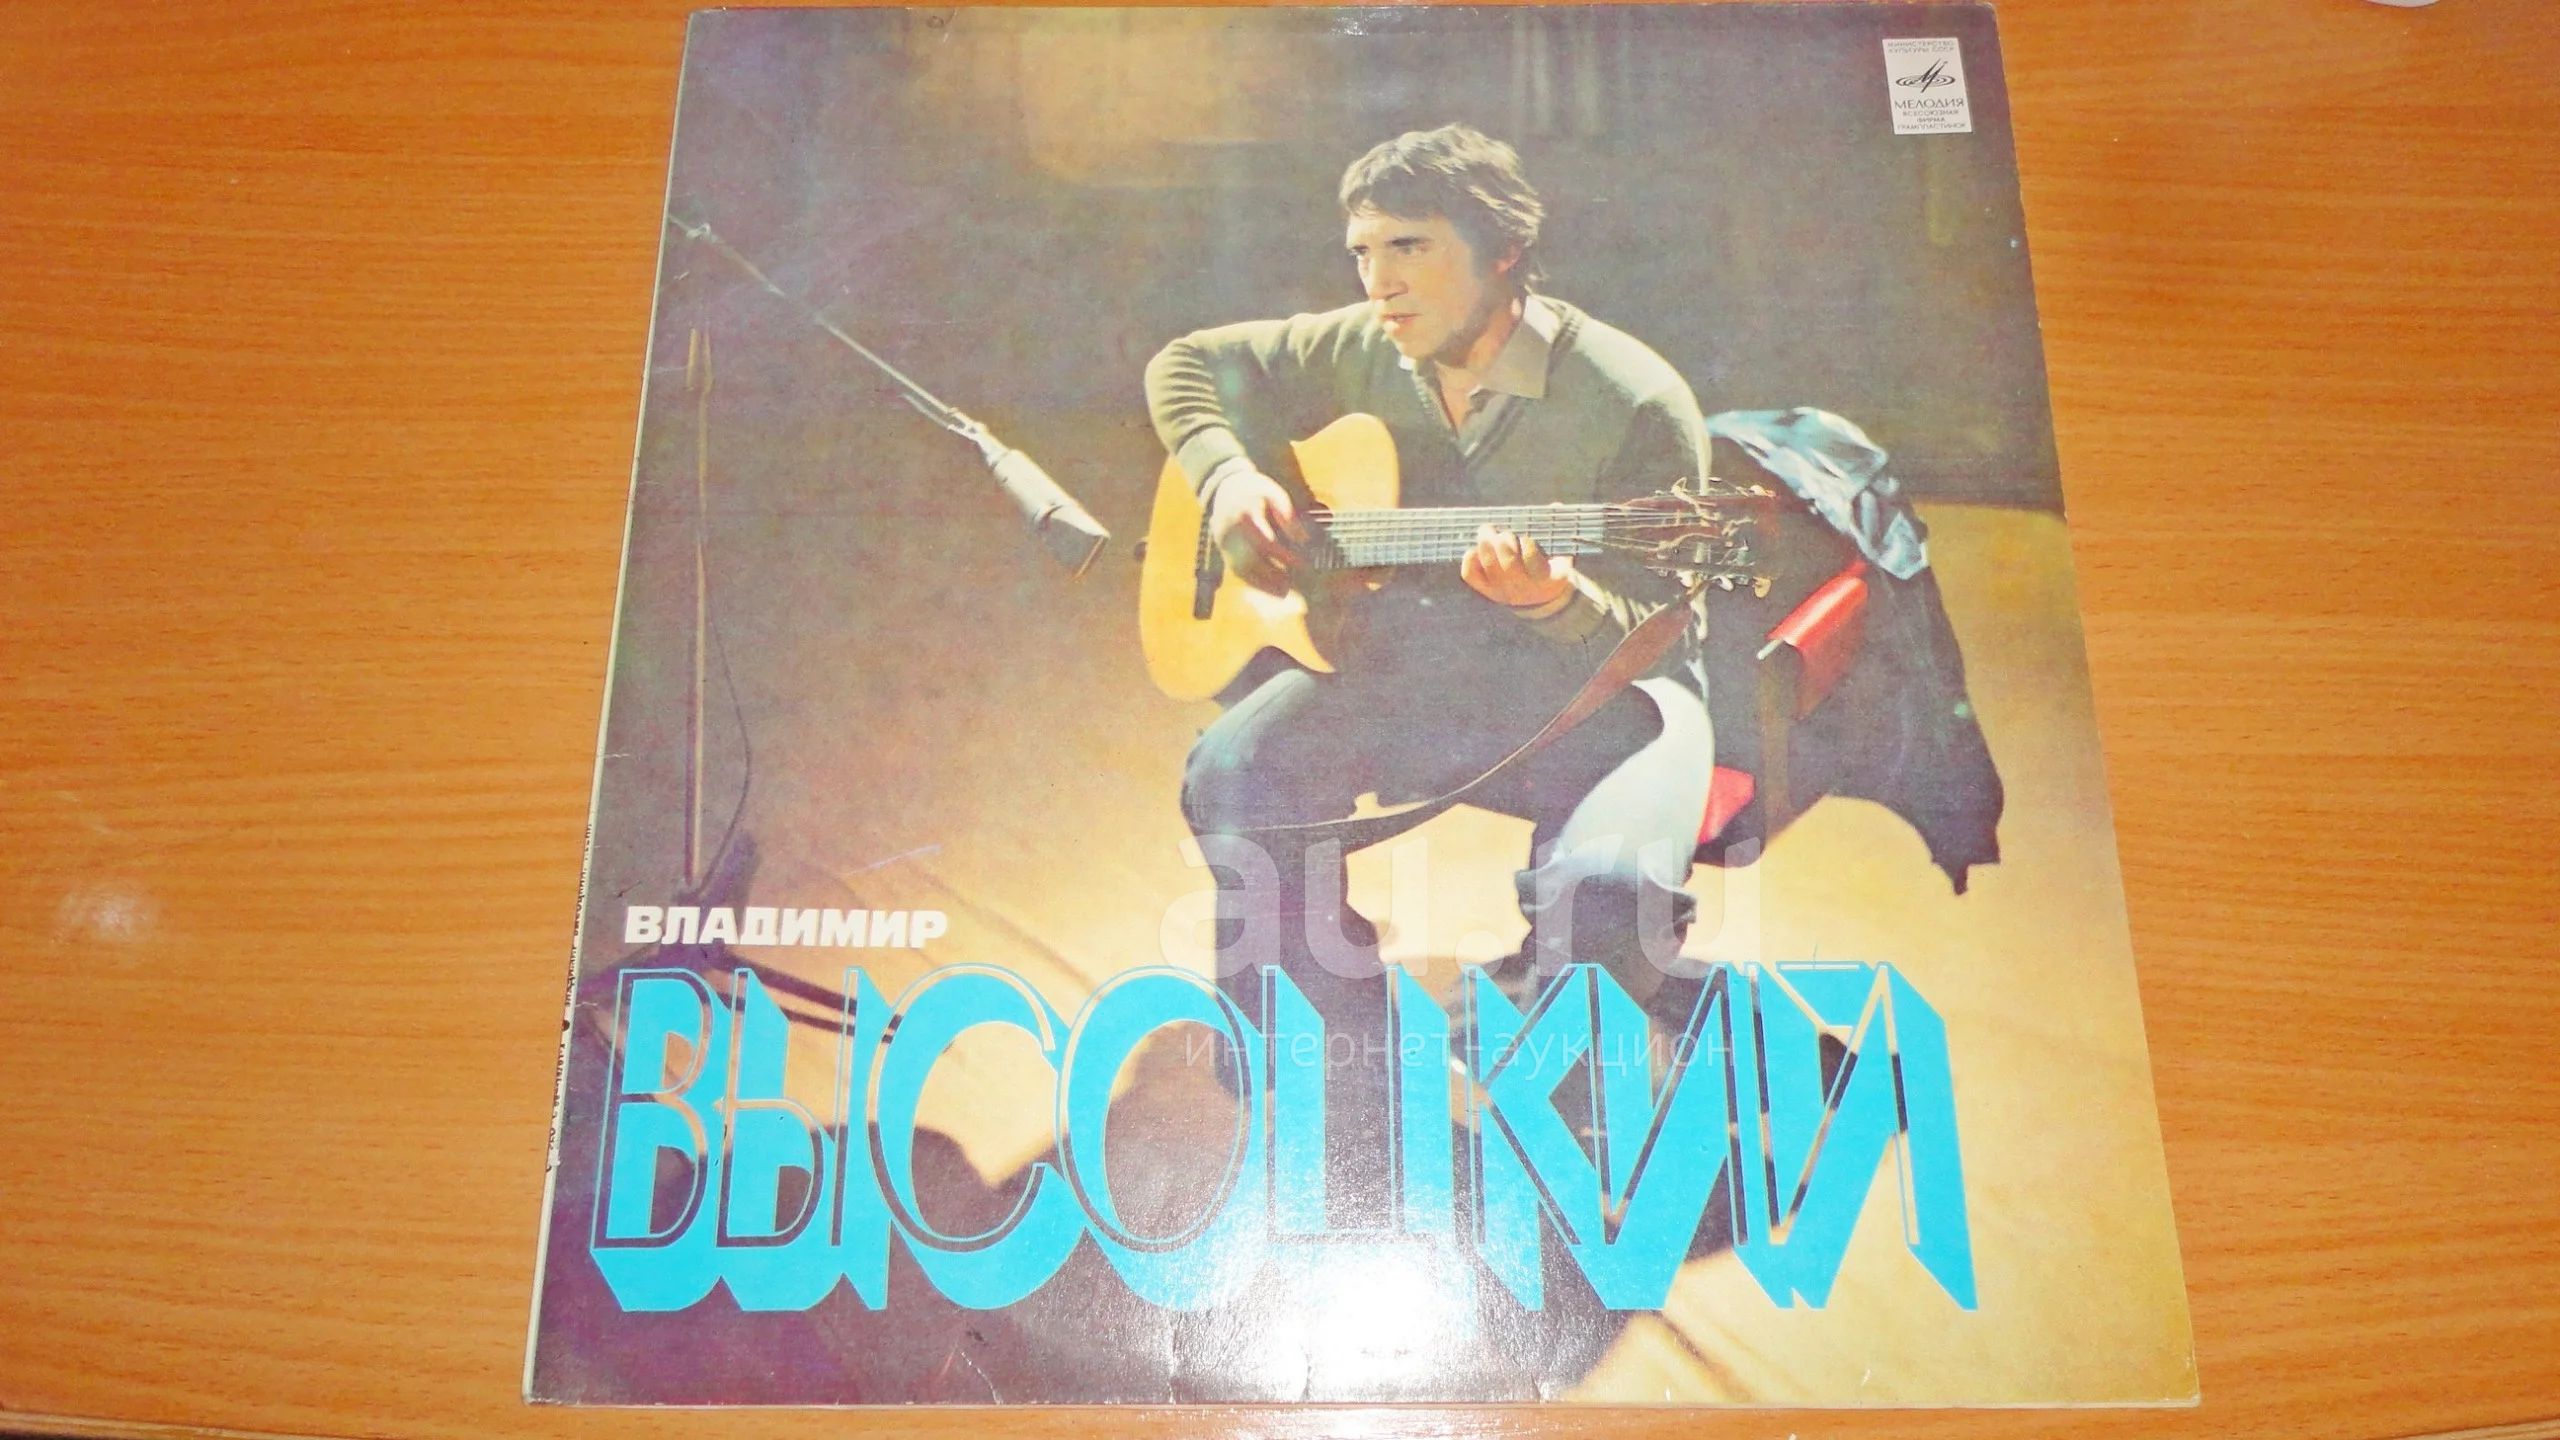 МИНИСТЕРСТВО
КУЛЬТУРЫ СССР
МЕЛОДИЯ
ВСЕСОЮЗНАЯ
ФИРМА
ГРАМПЛАСТИНОК
ВЛАДИМИР
ВЫСОЦКИЙ
au.ru
интернет-аукцион